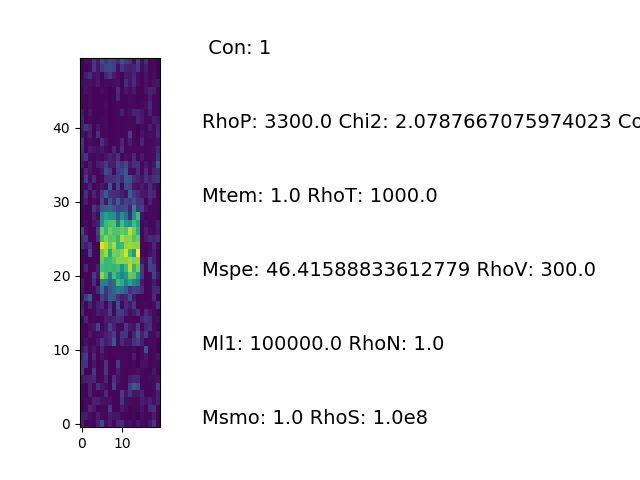 Con: 1
RhoP: 3300.0 Chi2: 2.0787667075974023 Co
Mtem: 1.0 RhoT: 1000.0
Mspe: 46.41588833612779 RhoV: 300.0
Ml1: 100000.0 RhoN: 1.0
Msmo: 1.0 RhoS: 1.0e8
40
30
20
10
0
0 10